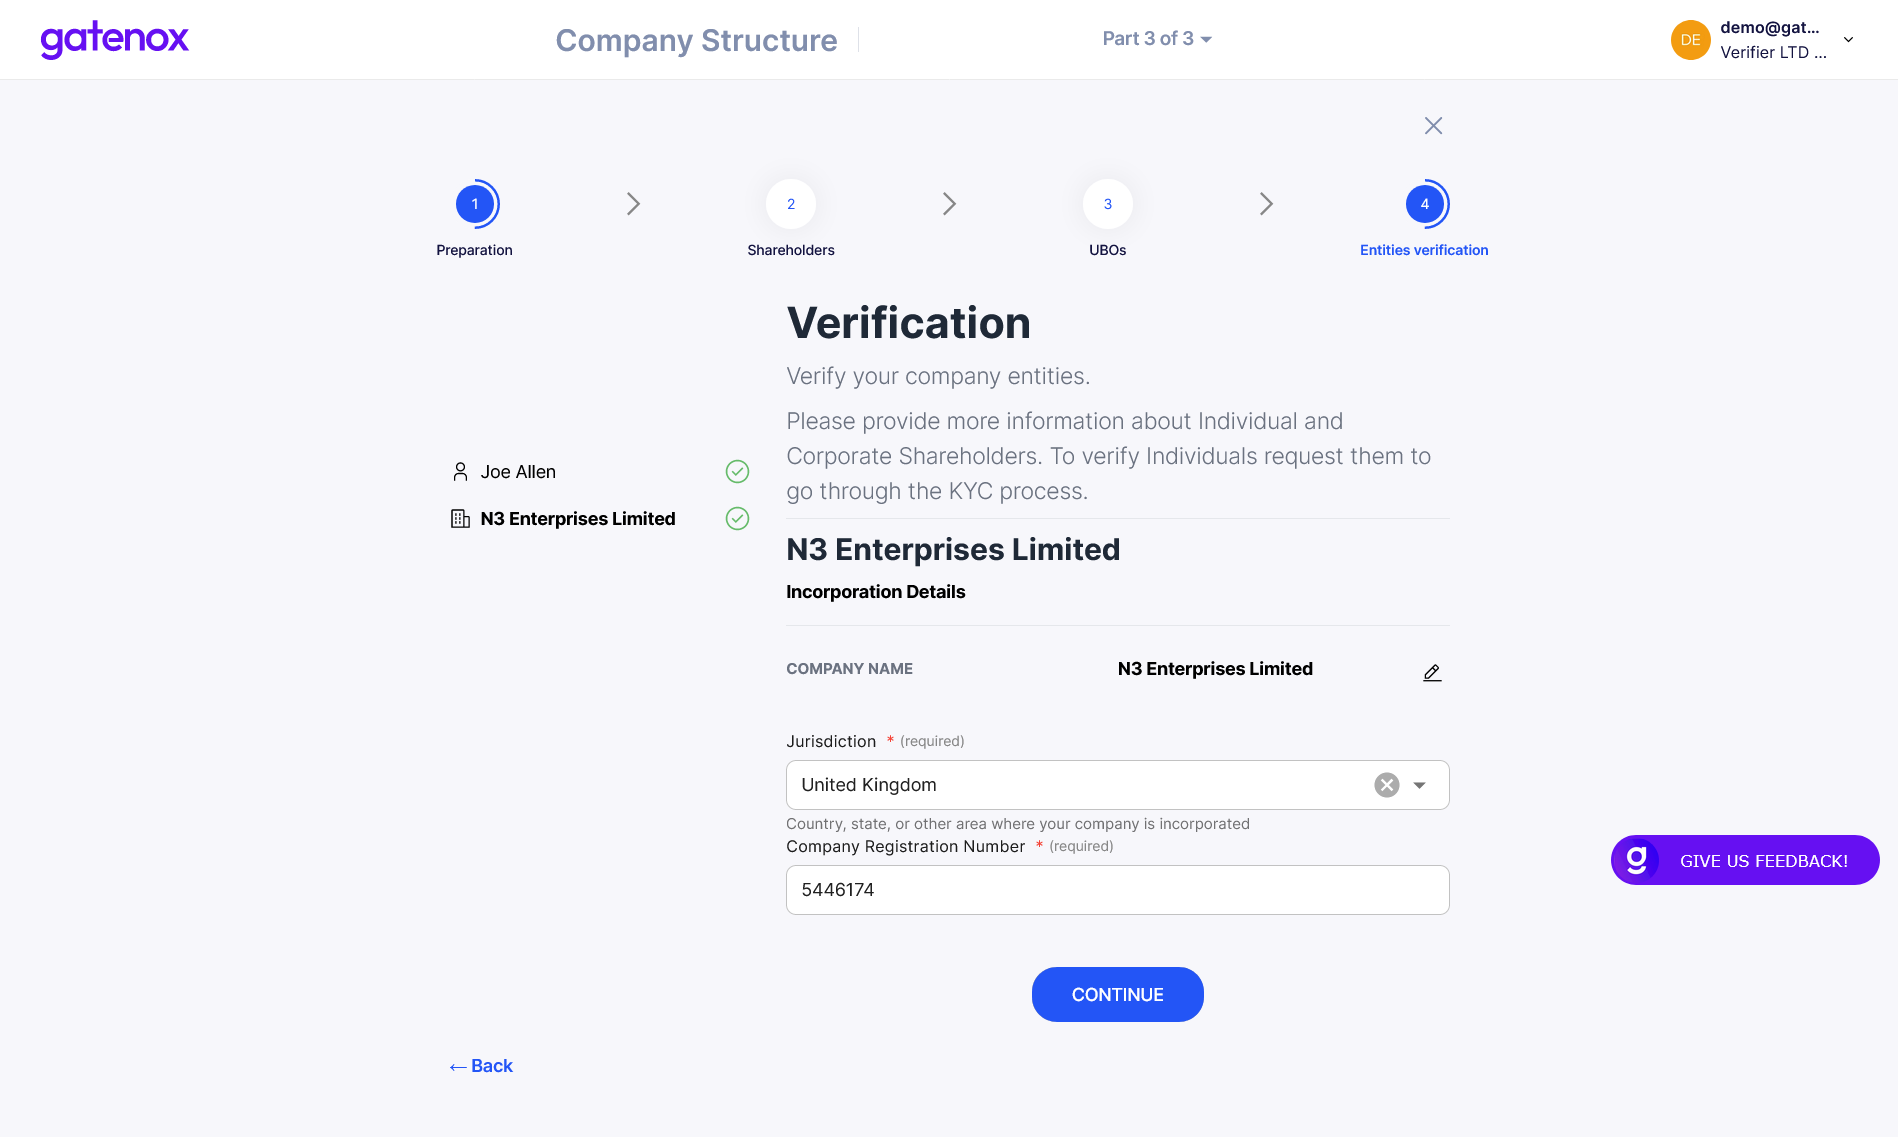 gatenox
Company Structure
Part 3 of 3
DE
demo@gat...
Verifier LTD ...
1
2
3
4
Preparation
Shareholders
UBOs
Entities verification
Verification
Verify your company entities.
Please provide more information about Individual and
Corporate Shareholders. To verify Individuals request them to
go through the KYC process.
Joe Allen
N3 Enterprises Limited
N3 Enterprises Limited
Incorporation Details
COMPANY NAME
N3 Enterprises Limited
Jurisdiction * (required)
United Kingdom
Country, state, or other area where your company is incorporated
Company Registration Number * (required)
5446174
g GIVE US FEEDBACK!
CONTINUE
← Back